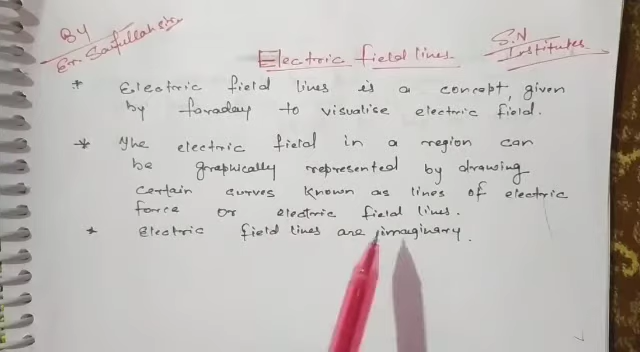 By
Er. Saifullah sir
S.N
Institutes
Electric field lines
* Electric field lines is a concept, given
by faraday to visualise electric field.
* The electric field in a region can
be graphically represented by drawing
certain curves known as lines of electric
force or electric field lines.
* Electric field lines are imaginary.